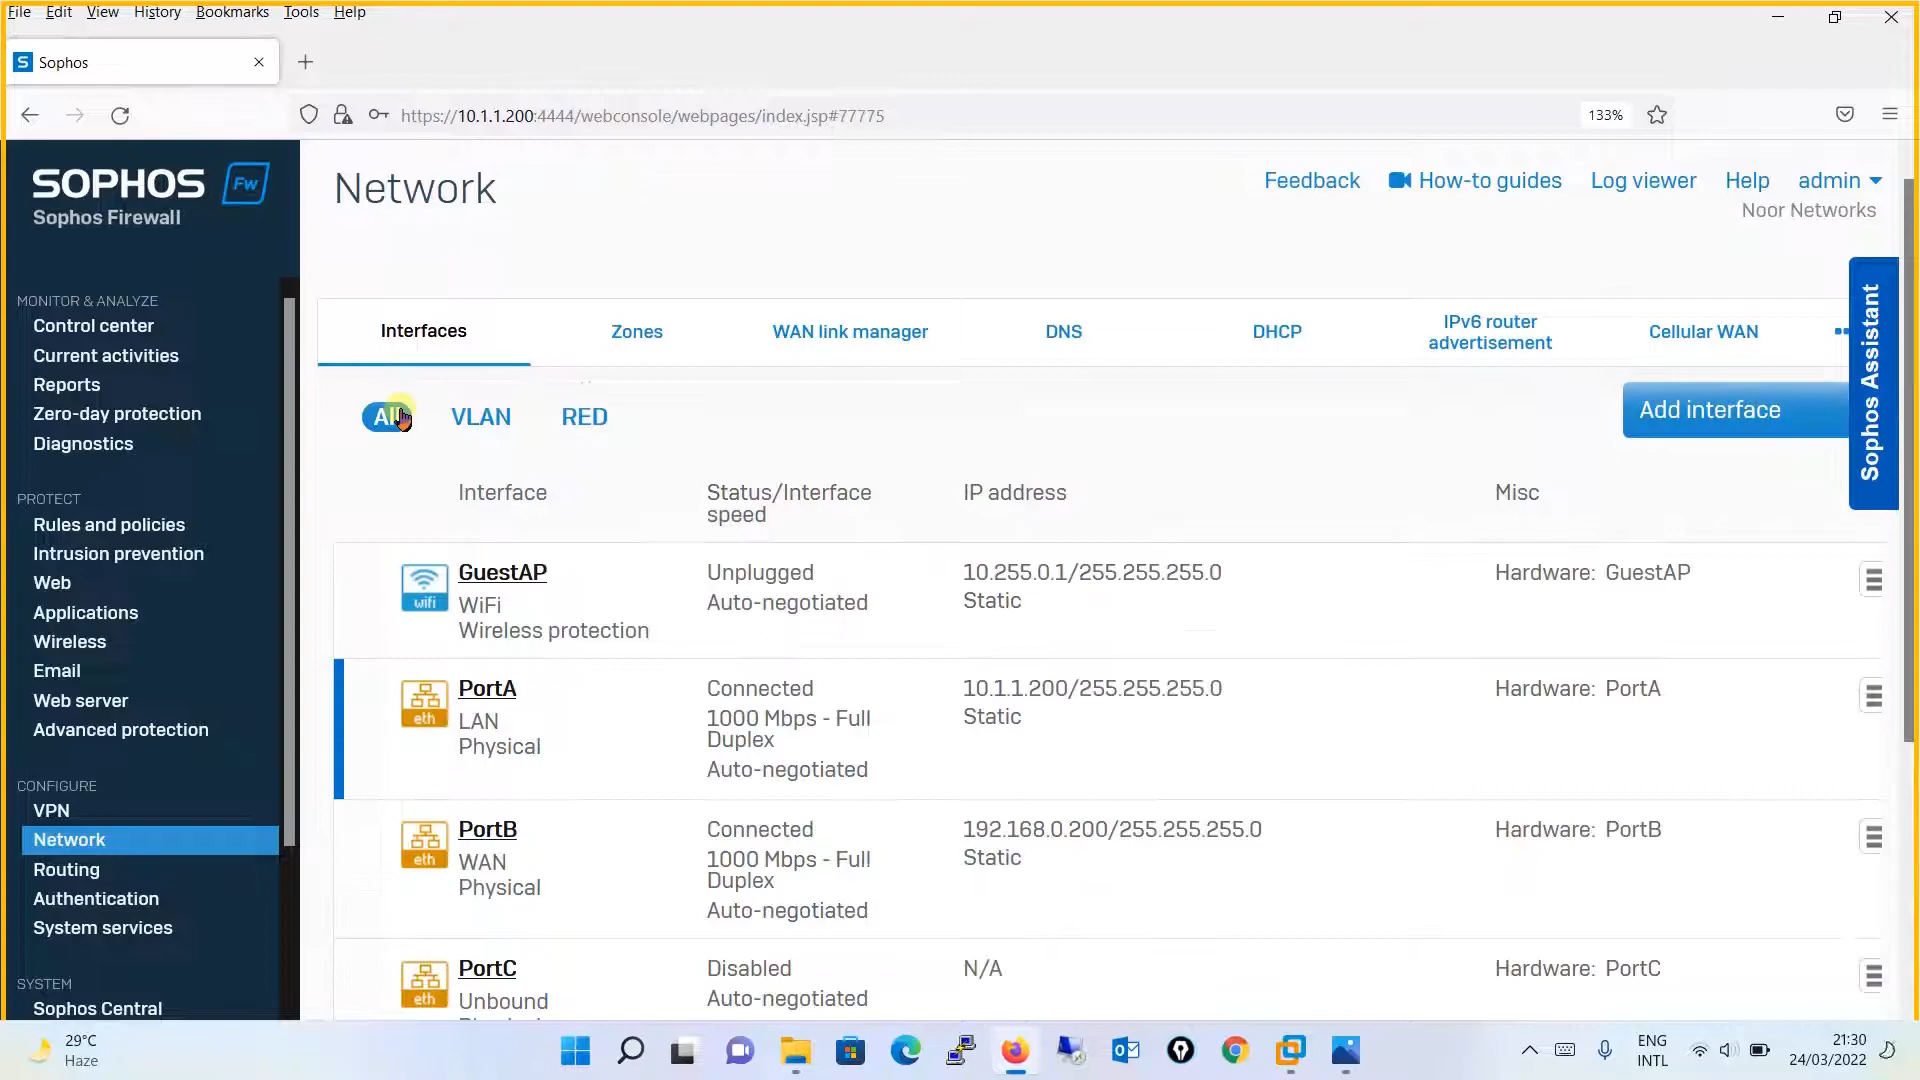 File Edit View History Bookmarks Tools Help
S Sophos
https://10.1.1.200:4444/webconsole/webpages/index.jsp#77775
133%
SOPHOS Fw
Sophos Firewall
Network
Feedback How-to guides Log viewer Help admin
Noor Networks
MONITOR & ANALYZE
Control center
Current activities
Reports
Zero-day protection
Diagnostics
PROTECT
Rules and policies
Intrusion prevention
Web
Applications
Wireless
Email
Web server
Advanced protection
CONFIGURE
VPN
Network
Routing
Authentication
System services
SYSTEM
Sophos Central
Interfaces Zones WAN link manager DNS DHCP IPv6 router
advertisement Cellular WAN
Sophos Assistant
All VLAN RED
Add interface
Interface Status/Interface
speed IP address Misc
wifi GuestAP Unplugged 10.255.0.1/255.255.255.0 Hardware: GuestAP
WiFi Auto-negotiated Static
Wireless protection
PortA Connected 10.1.1.200/255.255.255.0 Hardware: PortA
eth LAN 1000 Mbps - Full Static
Physical Duplex
Auto-negotiated
PortB Connected 192.168.0.200/255.255.255.0 Hardware: PortB
eth WAN 1000 Mbps - Full Static
Physical Duplex
Auto-negotiated
PortC Disabled N/A Hardware: PortC
eth Unbound Auto-negotiated
29°C
Haze
ENG
INTL
21:30
24/03/2022